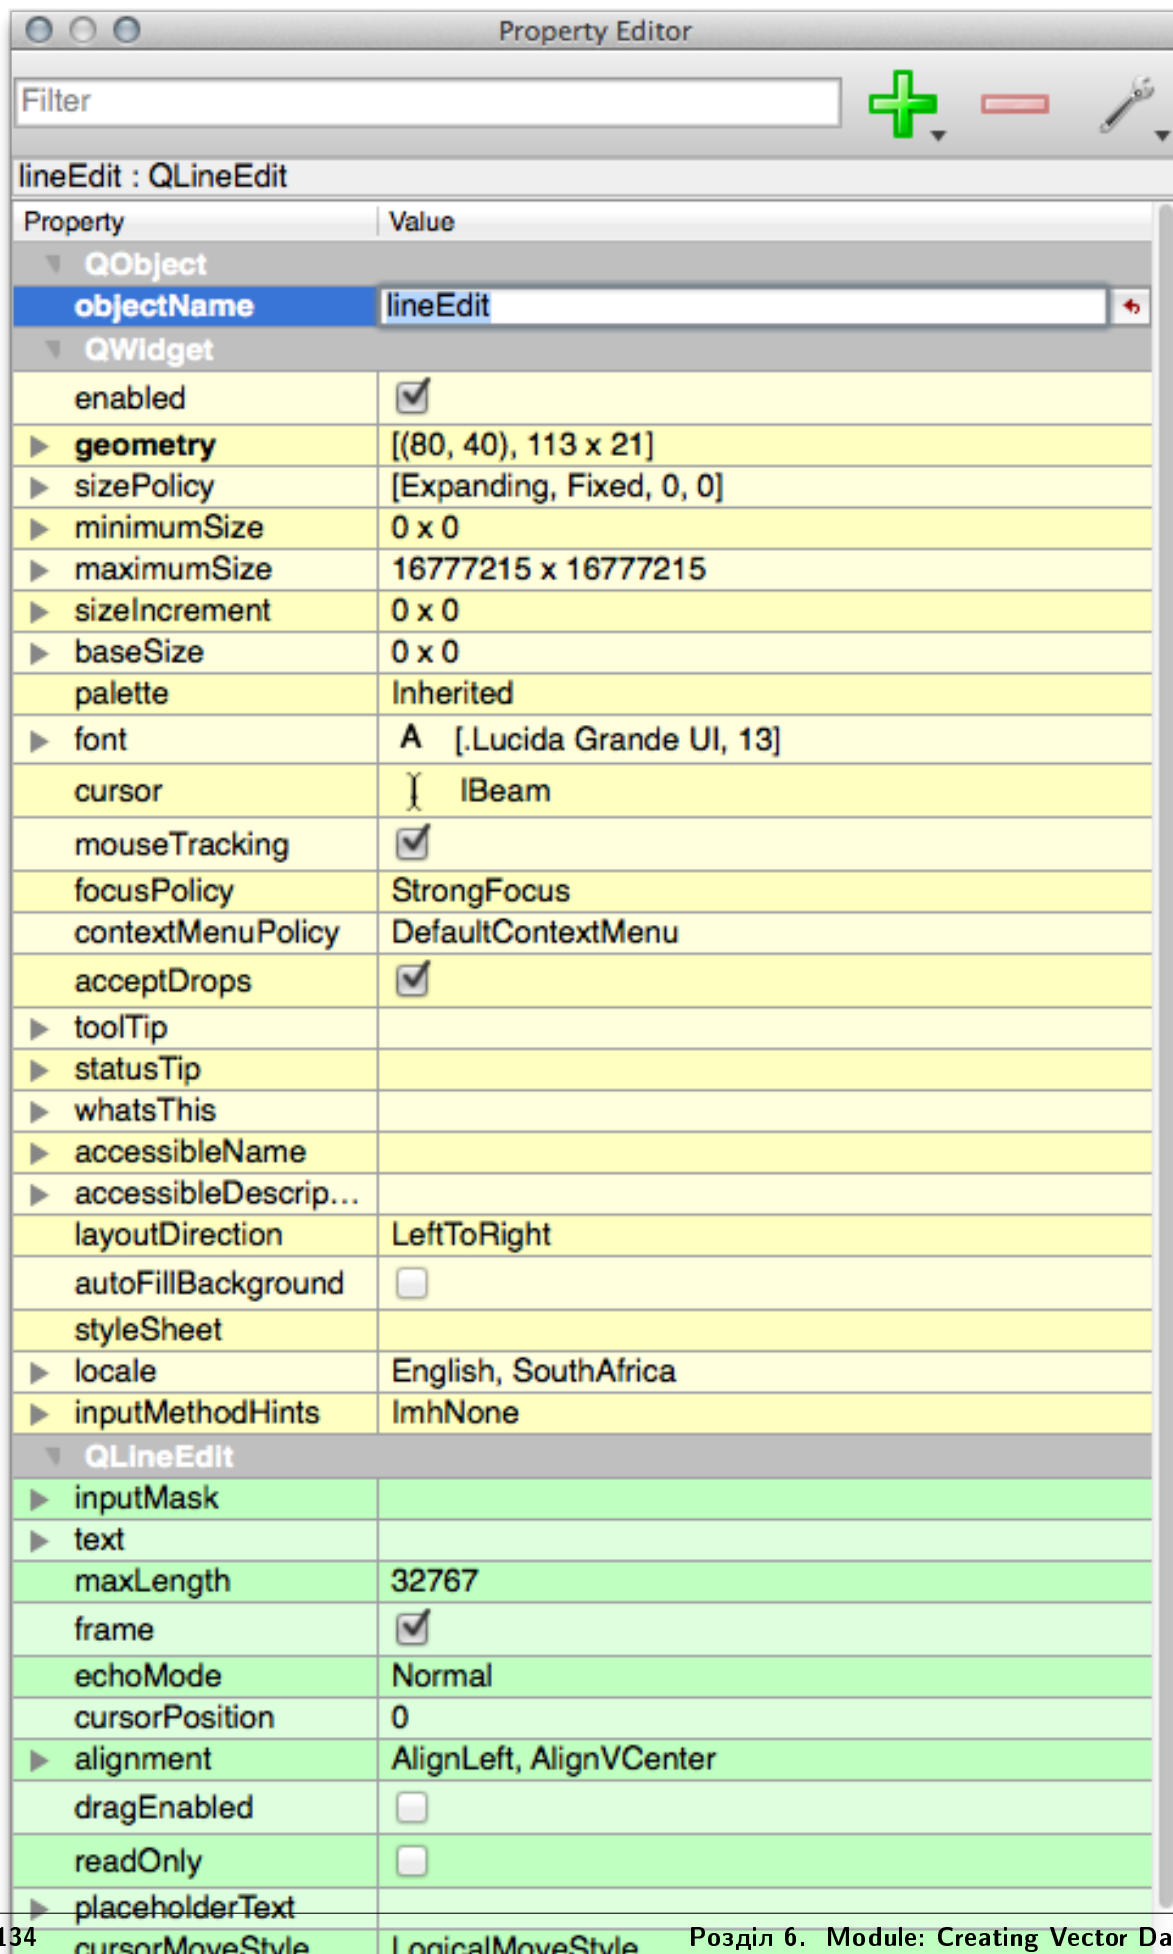 Property Editor
Filter
lineEdit : QLineEdit
Property Value
QObject
objectName lineEdit
QWidget
enabled
geometry [(80, 40), 113 x 21]
sizePolicy [Expanding, Fixed, 0, 0]
minimumSize 0 x 0
maximumSize 16777215 x 16777215
sizeIncrement 0 x 0
baseSize 0 x 0
palette Inherited
font A [.Lucida Grande UI, 13]
cursor IBeam
mouseTracking
focusPolicy StrongFocus
contextMenuPolicy DefaultContextMenu
acceptDrops
toolTip
statusTip
whatsThis
accessibleName
accessibleDescrip...
layoutDirection LeftToRight
autoFillBackground
styleSheet
locale English, SouthAfrica
inputMethodHints ImhNone
QLineEdit
inputMask
text
maxLength 32767
frame
echoMode Normal
cursorPosition 0
alignment AlignLeft, AlignVCenter
dragEnabled
readOnly
placeholderText
134 Розділ 6. Module: Creating Vector Da
cursorMoveStyle LogicalMoveStyle